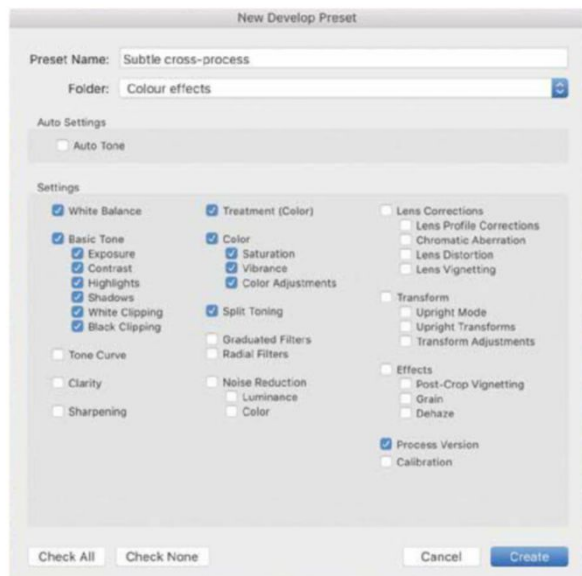 New Develop Preset
Preset Name: Subtle cross-process
Folder: Colour effects
Auto Settings
Auto Tone
Settings
White Balance
Basic Tone
Exposure
Contrast
Highlights
Shadows
White Clipping
Black Clipping
Tone Curve
Clarity
Sharpening
Treatment (Color)
Color
Saturation
Vibrance
Color Adjustments
Split Toning
Graduated Filters
Radial Filters
Noise Reduction
Luminance
Color
Lens Corrections
Lens Profile Corrections
Chromatic Aberration
Lens Distortion
Lens Vignetting
Transform
Upright Mode
Upright Transforms
Transform Adjustments
Effects
Post-Crop Vignetting
Grain
Dehaze
Process Version
Calibration
Check All
Check None
Cancel
Create